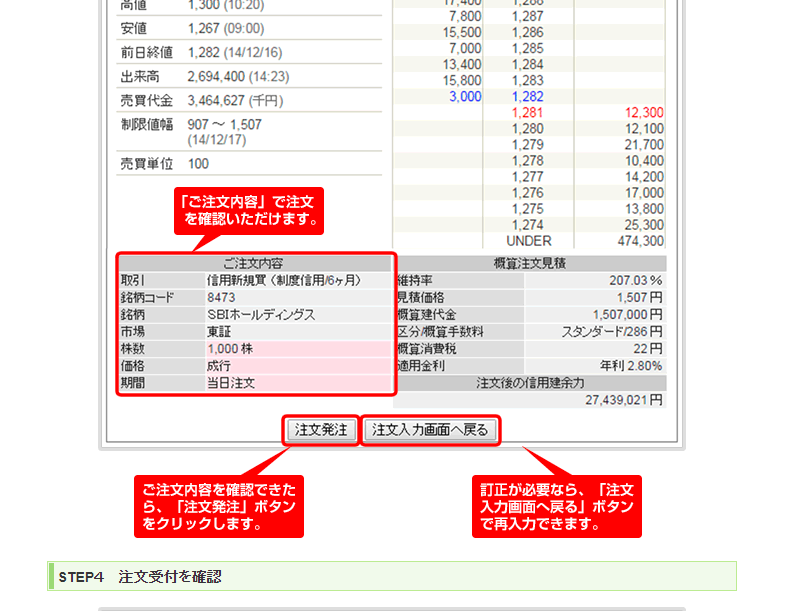 高値 1,300 (10:20)
安値 1,267 (09:00)
前日終値 1,282 (14/12/16)
出来高 2,694,400 (14:23)
売買代金 3,464,627 (千円)
制限値幅 907 ～ 1,507
(14/12/17)
売買単位 100
17,400 1,288
7,800 1,287
15,500 1,286
7,000 1,285
13,400 1,284
15,800 1,283
3,000 1,282
1,281 12,300
1,280 12,100
1,279 21,700
1,278 10,400
1,277 14,200
1,276 17,000
1,275 13,800
1,274 25,300
UNDER 474,300
「ご注文内容」で注文
を確認いただけます。
ご注文内容
取引 信用新規買（制度信用/6ヶ月）
銘柄コード 8473
銘柄 SBIホールディングス
市場 東証
株数 1,000 株
価格 成行
期間 当日注文
概算注文見積
維持率 207.03 %
見積価格 1,507 円
概算建代金 1,507,000 円
区分/概算手数料 スタンダード/286 円
概算消費税 22 円
適用金利 年利 2.80%
注文後の信用建余力
27,439,021 円
注文発注 注文入力画面へ戻る
ご注文内容を確認できた
ら、「注文発注」ボタン
をクリックします。
訂正が必要なら、「注文
入力画面へ戻る」ボタン
で再入力できます。
STEP4 注文受付を確認